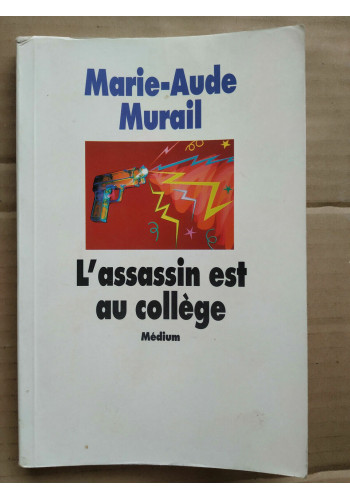 Marie-Aude
Murail
L'assassin est
au collège
Médium